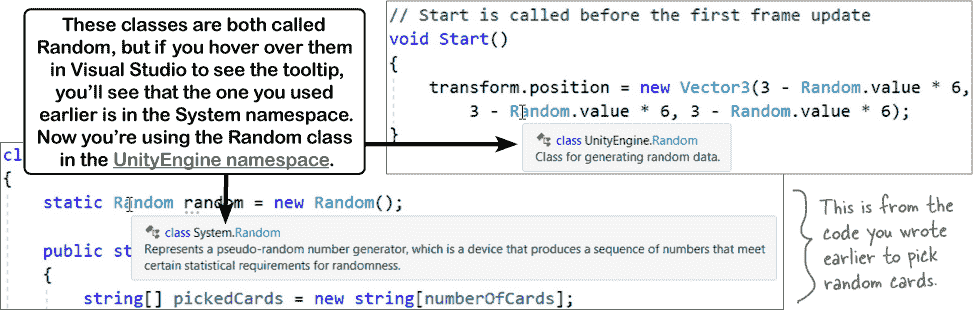 These classes are both called
Random, but if you hover over them
in Visual Studio to see the tooltip,
you'll see that the one you used
earlier is in the System namespace.
Now you're using the Random class
in the UnityEngine namespace.
// Start is called before the first frame update
void Start()
{
transform.position = new Vector3(3 - Random.value * 6,
3 - Random.value * 6, 3 - Random.value * 6);
}
class UnityEngine.Random
Class for generating random data.
cl
{
static Random random = new Random();
class System.Random
Represents a pseudo-random number generator, which is a device that produces a sequence of numbers that meet
certain statistical requirements for randomness.
public st
{
string[] pickedCards = new string[numberOfCards];
This is from the
code you wrote
earlier to pick
random cards.